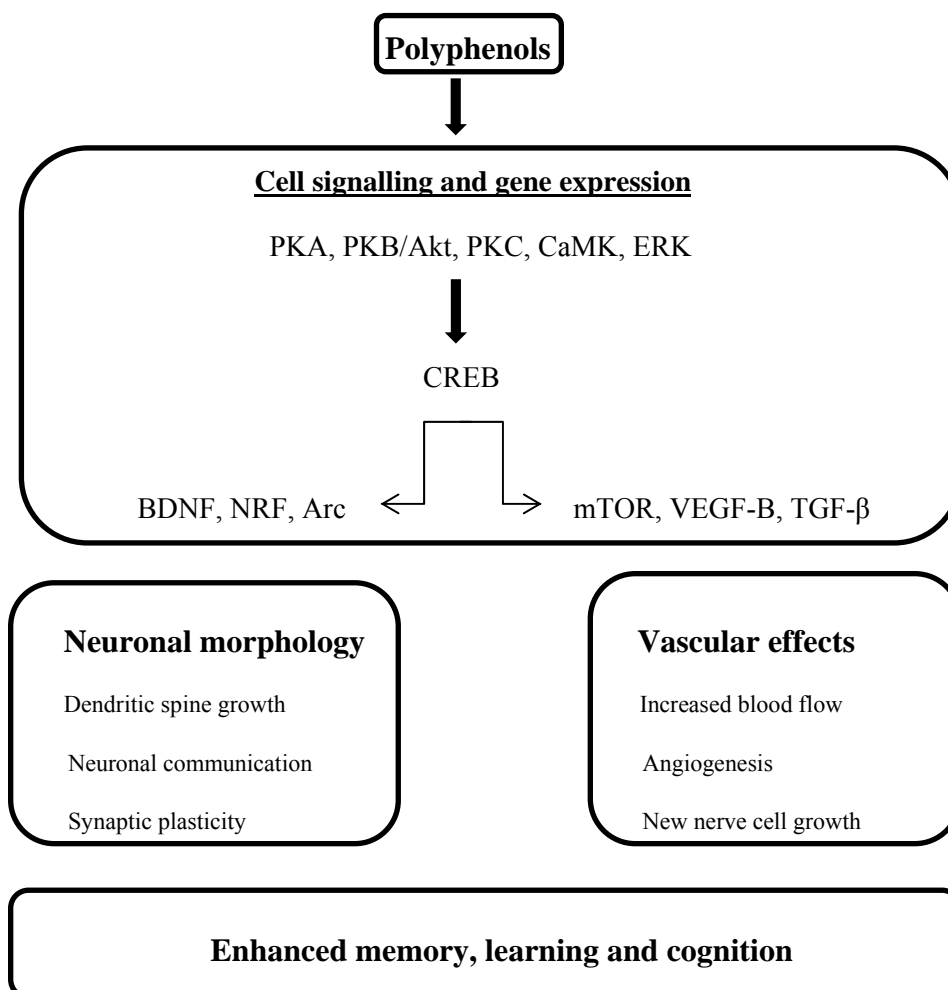 Polyphenols
Cell signalling and gene expression
PKA, PKB/Akt, PKC, CaMK, ERK
CREB
BDNF, NRF, Arc
mTOR, VEGF-B, TGF-β
Neuronal morphology
Dendritic spine growth
Neuronal communication
Synaptic plasticity
Vascular effects
Increased blood flow
Angiogenesis
New nerve cell growth
Enhanced memory, learning and cognition